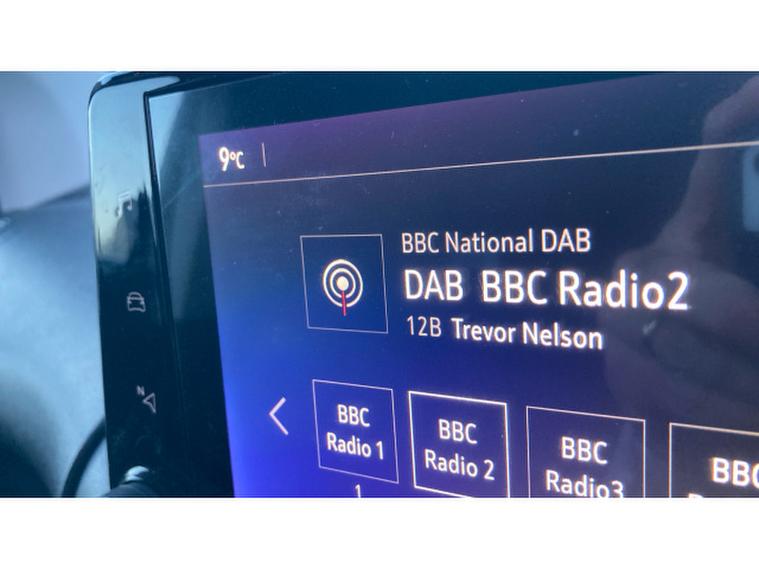 9°C
BBC National DAB
DAB BBC Radio2
12B Trevor Nelson
N
BBC
Radio 1
BBC
Radio 2
BBC
Radio3
BBC
1